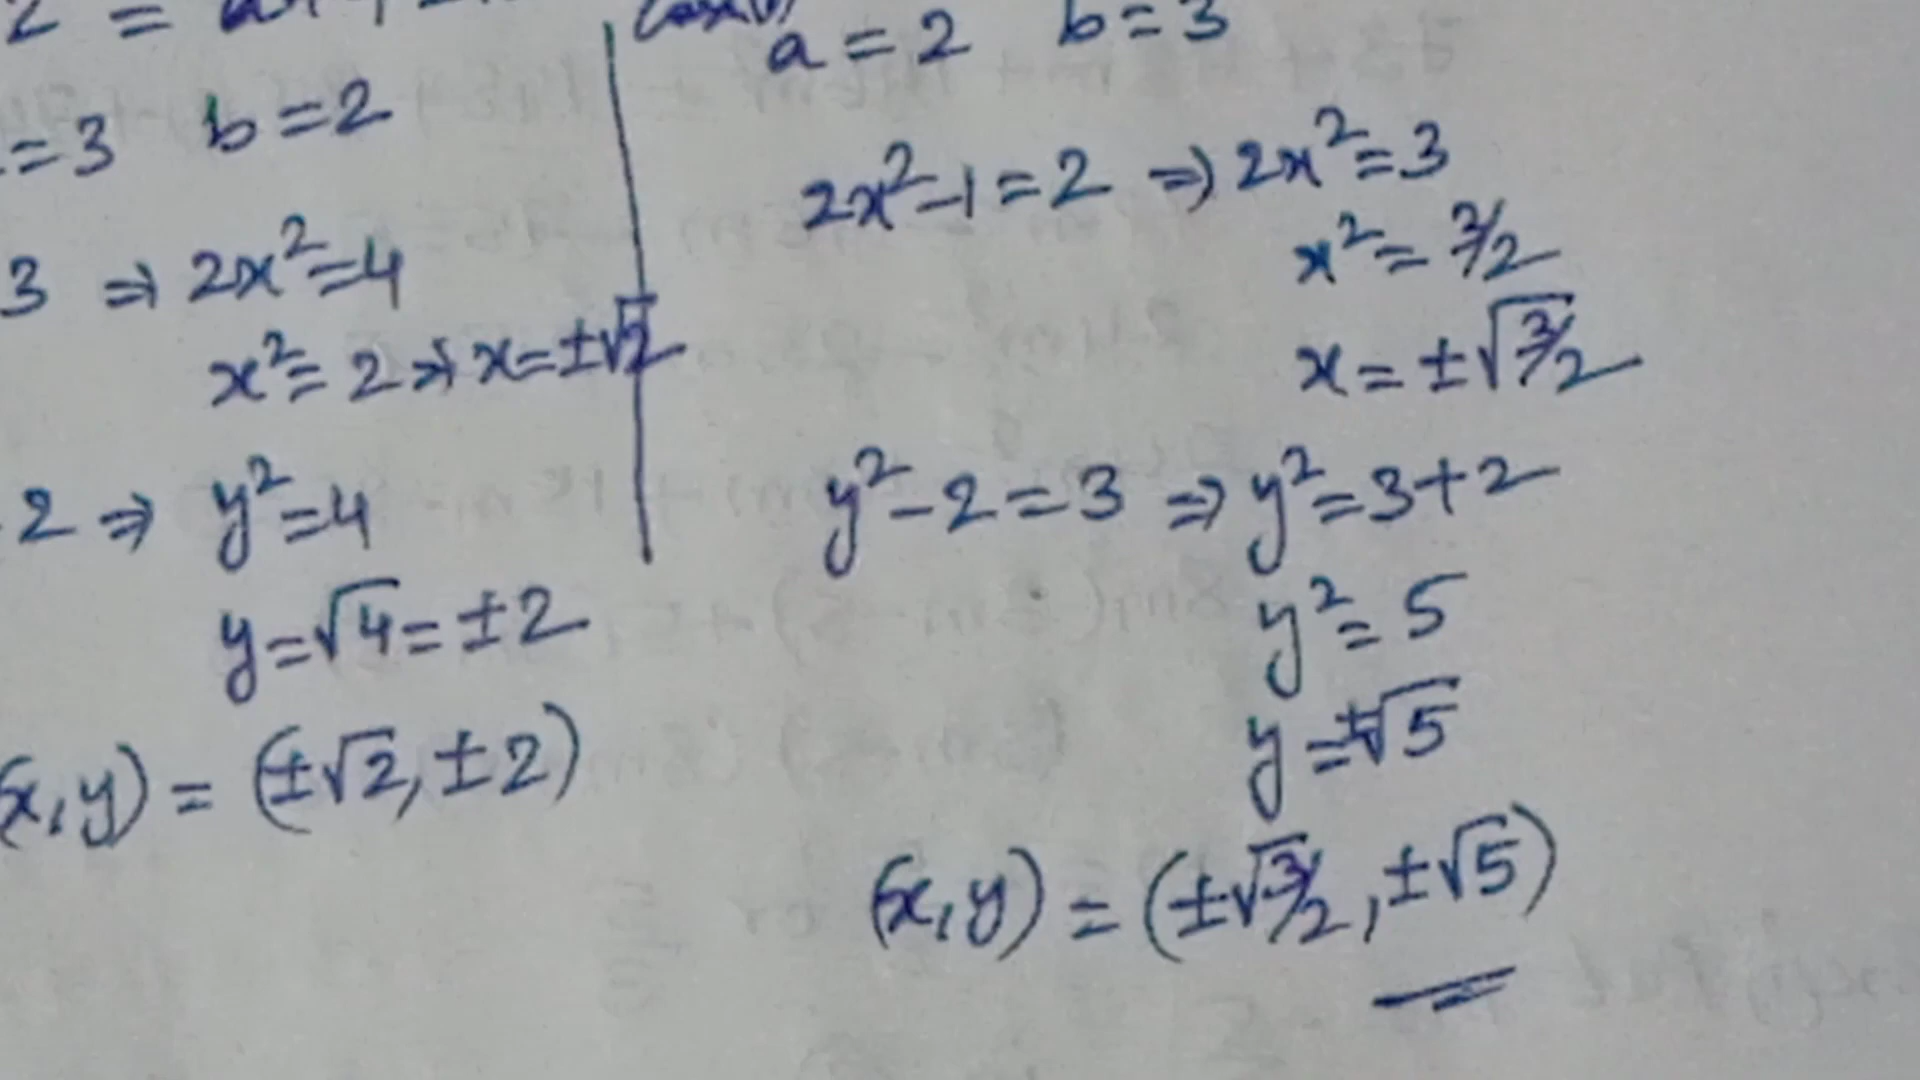 b=2
=3
3 ⇒ 2x²=4
x²=2 ⇒ x=±√2
2 ⇒ y²=4
y=√4=±2
(x,y) = (±√2, ±2)
a=2 b=3
2x²-1=2 ⇒ 2x²=3
x²=3/2
x=±√3/2
y²-2=3 ⇒ y²=3+2
y²=5
y=±√5
(x,y) = (±√3/2, ±√5)